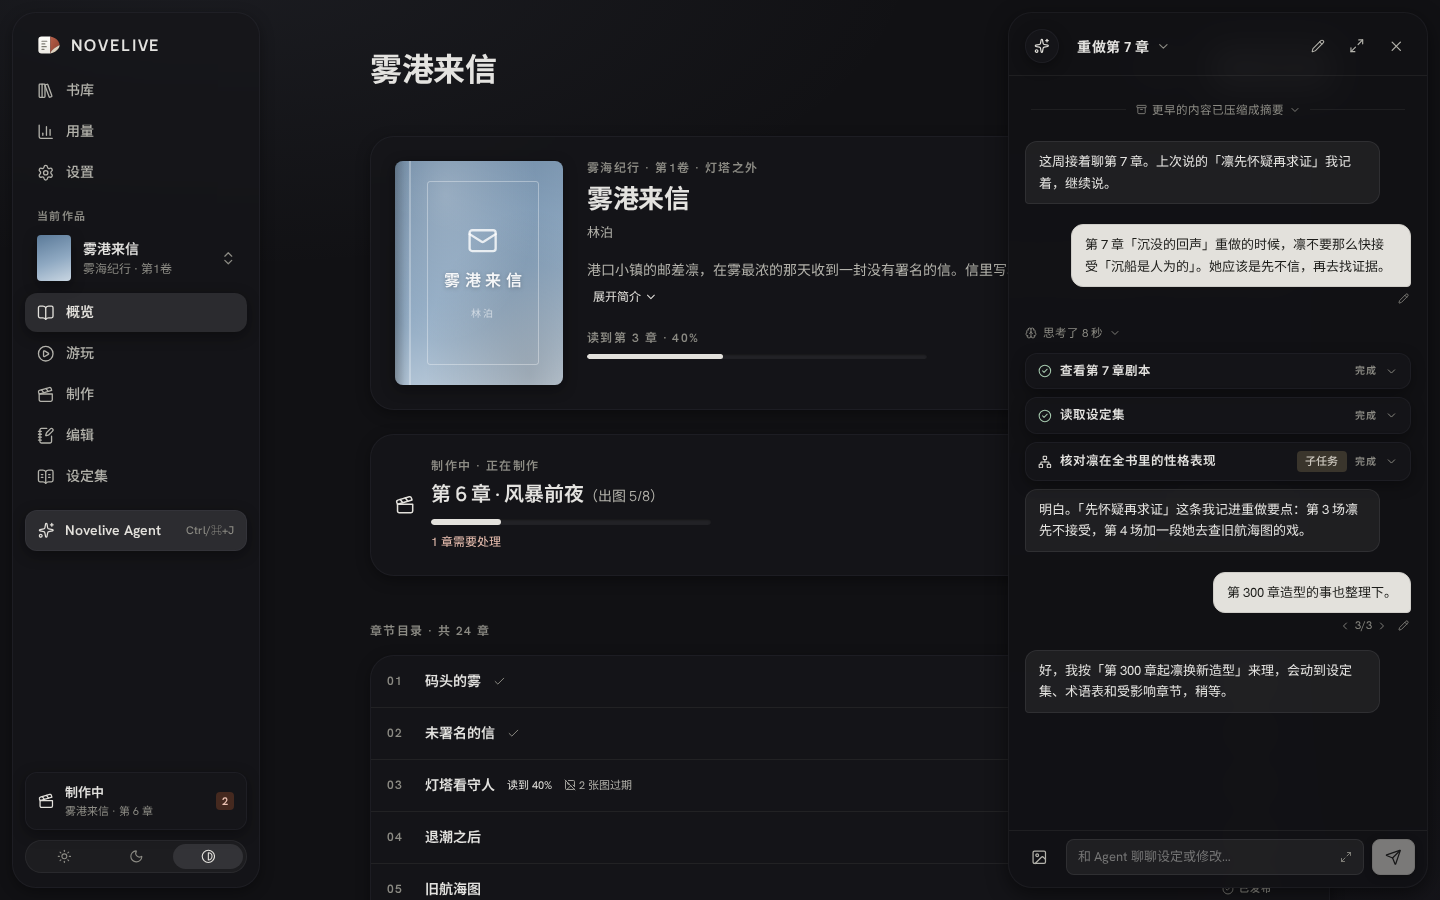 NOVELIVE
书库
用量
设置
当前作品
雾港来信
雾海纪行 · 第1卷
概览
游玩
制作
编辑
设定集
Novelive Agent Ctrl/⌘+J
制作中
雾港来信 · 第 6 章
2
雾港来信
雾港来信
林泊
雾海纪行 · 第1卷 · 灯塔之外
雾港来信
林泊
港口小镇的邮差凛，在雾最浓的那天收到一封没有署名的信。信里写
展开简介
读到第 3 章 · 40%
制作中 · 正在制作
第 6 章 · 风暴前夜（出图 5/8）
1 章需要处理
章节目录 · 共 24 章
01 码头的雾
02 未署名的信
03 灯塔看守人 读到 40% 2 张图过期
04 退潮之后
05 旧航海图
重做第 7 章
更早的内容已压缩成摘要
这周接着聊第 7 章。上次说的「凛先怀疑再求证」我记
着，继续说。
第 7 章「沉没的回声」重做的时候，凛不要那么快接
受「沉船是人为的」。她应该是先不信，再去找证据。
思考了 8 秒
查看第 7 章剧本 完成
读取设定集 完成
核对凛在全书里的性格表现 子任务 完成
明白。「先怀疑再求证」这条我记进重做要点：第 3 场凛
先不接受，第 4 场加一段她去查旧航海图的戏。
第 300 章造型的事也整理下。
3/3
好，我按「第 300 章起凛换新造型」来理，会动到设定
集、术语表和受影响章节，稍等。
和 Agent 聊聊设定或修改...
已发布